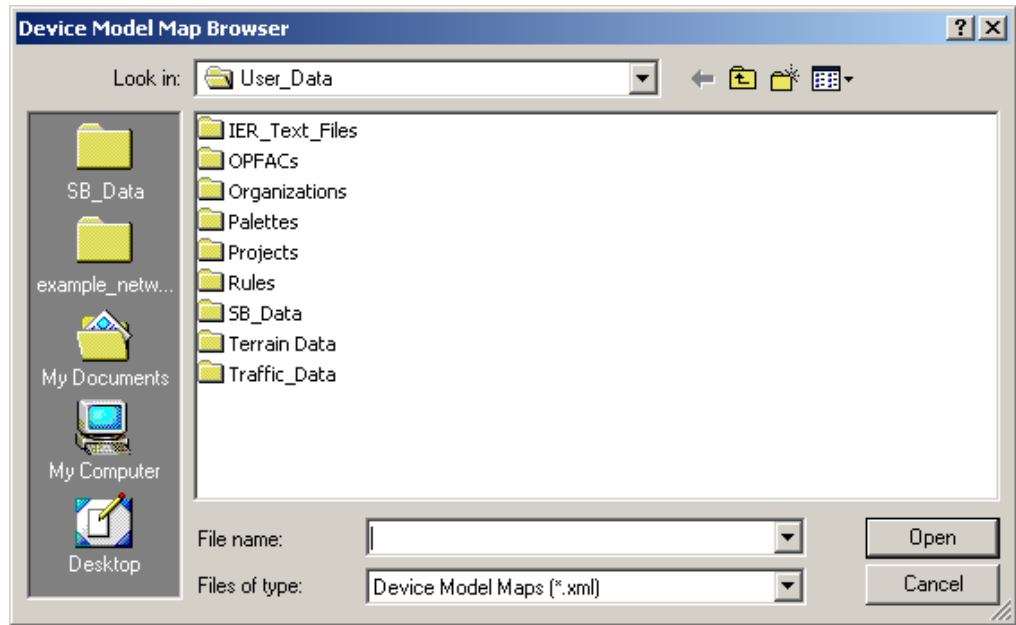 Device Model Map Browser
Look in: User_Data
SB_Data
example_netw...
My Documents
My Computer
Desktop
IER_Text_Files
OPFACs
Organizations
Palettes
Projects
Rules
SB_Data
Terrain Data
Traffic_Data
File name: Open
Files of type: Device Model Maps (*.xml) Cancel